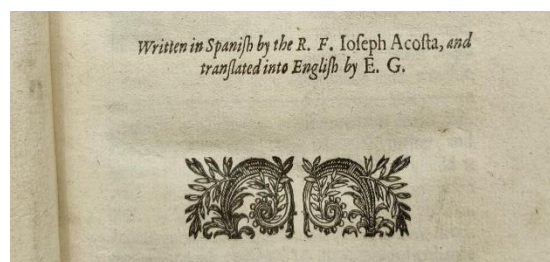 Written in Spaniſh by the R. F. Ioſeph Acoſta, and
tranſlated into Engliſh by E. G.